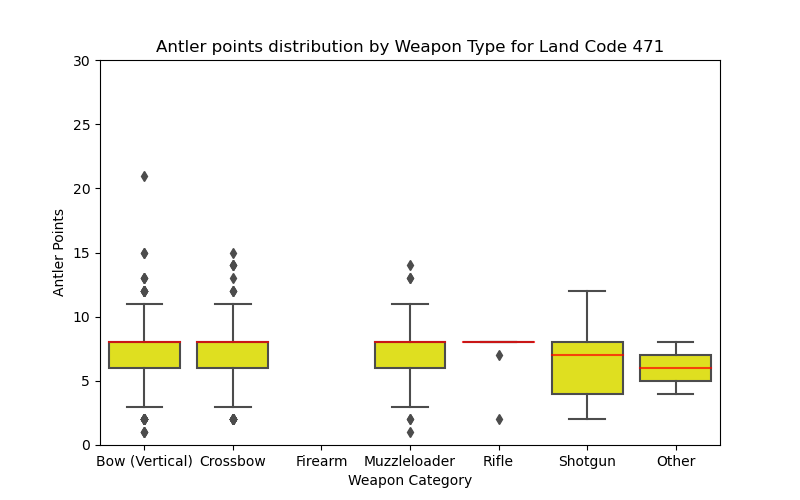 Antler points distribution by Weapon Type for Land Code 471
Antler Points
30
25
20
15
10
5
0
Bow (Vertical) Crossbow Firearm Muzzleloader Rifle Shotgun Other
Weapon Category